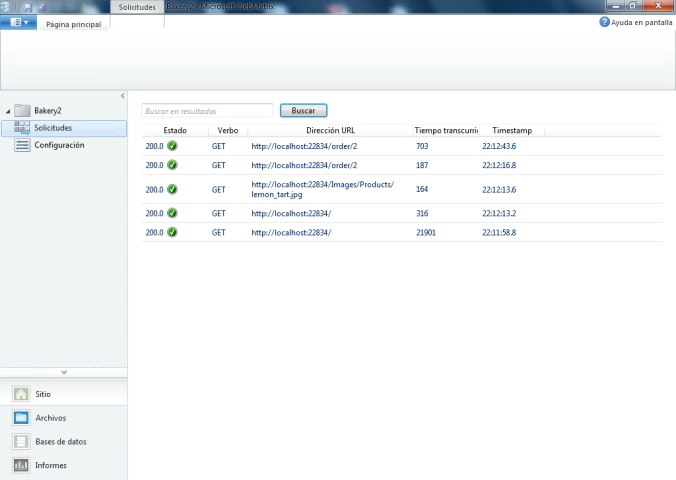 Solicitudes
Bakery2 - Microsoft WebMatrix
Página principal
Ayuda en pantalla
Bakery2
Solicitudes
Configuración
Buscar en resultados
Buscar
Estado Verbo Dirección URL Tiempo transcurri Timestamp
200.0 GET http://localhost:22834/order/2 703 22:12:43.6
200.0 GET http://localhost:22834/order/2 187 22:12:16.8
200.0 GET http://localhost:22834/Images/Products/ 164 22:12:13.6
lemon_tart.jpg
200.0 GET http://localhost:22834/ 316 22:12:13.2
200.0 GET http://localhost:22834/ 21901 22:11:58.8
Sitio
Archivos
Bases de datos
Informes